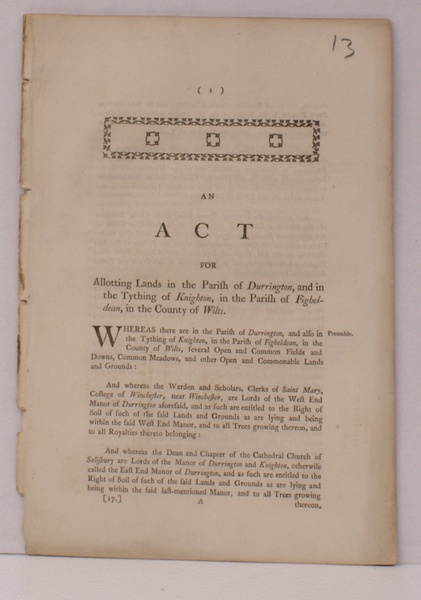 13
( 1 )
AN
ACT
FOR
Allotting Lands in the Pariſh of Durrington, and in
the Tything of Knighton, in the Pariſh of Fighel-
dean, in the County of Wilts.
WHEREAS there are in the Pariſh of Durrington, and alſo in Preamble.
the Tything of Knighton, in the Pariſh of Figheldean, in the
County of Wilts, ſeveral Open and Common Fields and
Downs, Common Meadows, and other Open and Commonable Lands
and Grounds:
And whereas the Warden and Scholars, Clerks of Saint Mary,
College of Wincheſter, near Wincheſter, are Lords of the Weſt End
Manor of Durrington aforeſaid, and as ſuch are entitled to the Right of
Soil of ſuch of the ſaid Lands and Grounds as are lying and being
within the ſaid Weſt End Manor, and to all Trees growing thereon, and
to all Royalties thereto belonging:
And whereas the Dean and Chapter of the Cathedral Church of
Saliſbury are Lords of the Manor of Durrington and Knighton, otherwiſe
called the Eaſt End Manor of Durrington, and as ſuch are entitled to the
Right of Soil of ſuch of the ſaid Lands and Grounds as are lying and
being within the ſaid laſt-mentioned Manor, and to all Trees growing
[17.] A thereon,